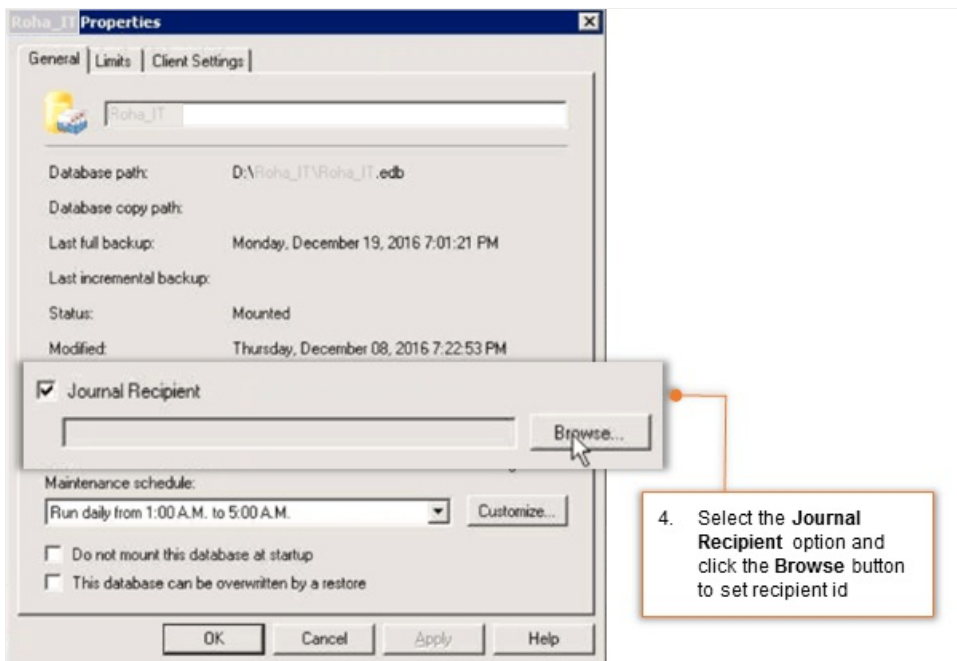 Roha_IT Properties
General Limits Client Settings
Roha_IT
Database path: D:\Roha_IT\Roha_IT.edb
Database copy path:
Last full backup: Monday, December 19, 2016 7:01:21 PM
Last incremental backup:
Status: Mounted
Modified: Thursday, December 08, 2016 7:22:53 PM
Journal Recipient
Browse...
Maintenance schedule:
Run daily from 1:00 A.M. to 5:00 A.M. Customize...
Do not mount this database at startup
This database can be overwritten by a restore
OK Cancel Apply Help
4. Select the Journal
Recipient option and
click the Browse button
to set recipient id